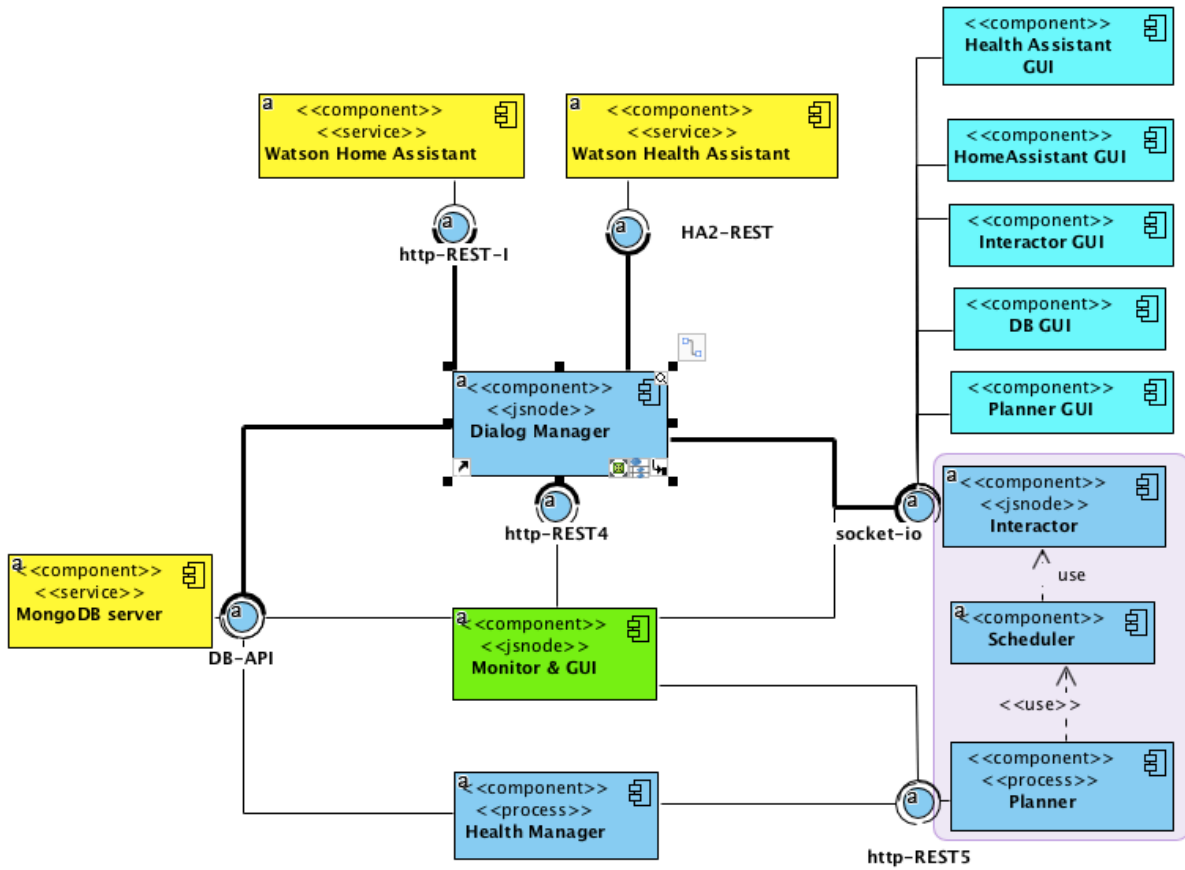 <<component>>
Health Assistant
GUI
a
<<component>>
<<service>>
Watson Home Assistant
a
<<component>>
<<service>>
Watson Health Assistant
<<component>>
HomeAssistant GUI
a
http-REST-I
a
HA2-REST
<<component>>
Interactor GUI
<<component>>
DB GUI
a
<<component>>
<<jsnode>>
Dialog Manager
<<component>>
Planner GUI
a
http-REST4
a
socket-io
a
<<component>>
<<jsnode>>
Interactor
use
a
<<component>>
<<service>>
MongoDB server
a
DB-API
a
<<component>>
<<jsnode>>
Monitor & GUI
a
<<component>>
Scheduler
<<use>>
a
<<component>>
<<process>>
Health Manager
a
http-REST5
<<component>>
<<process>>
Planner